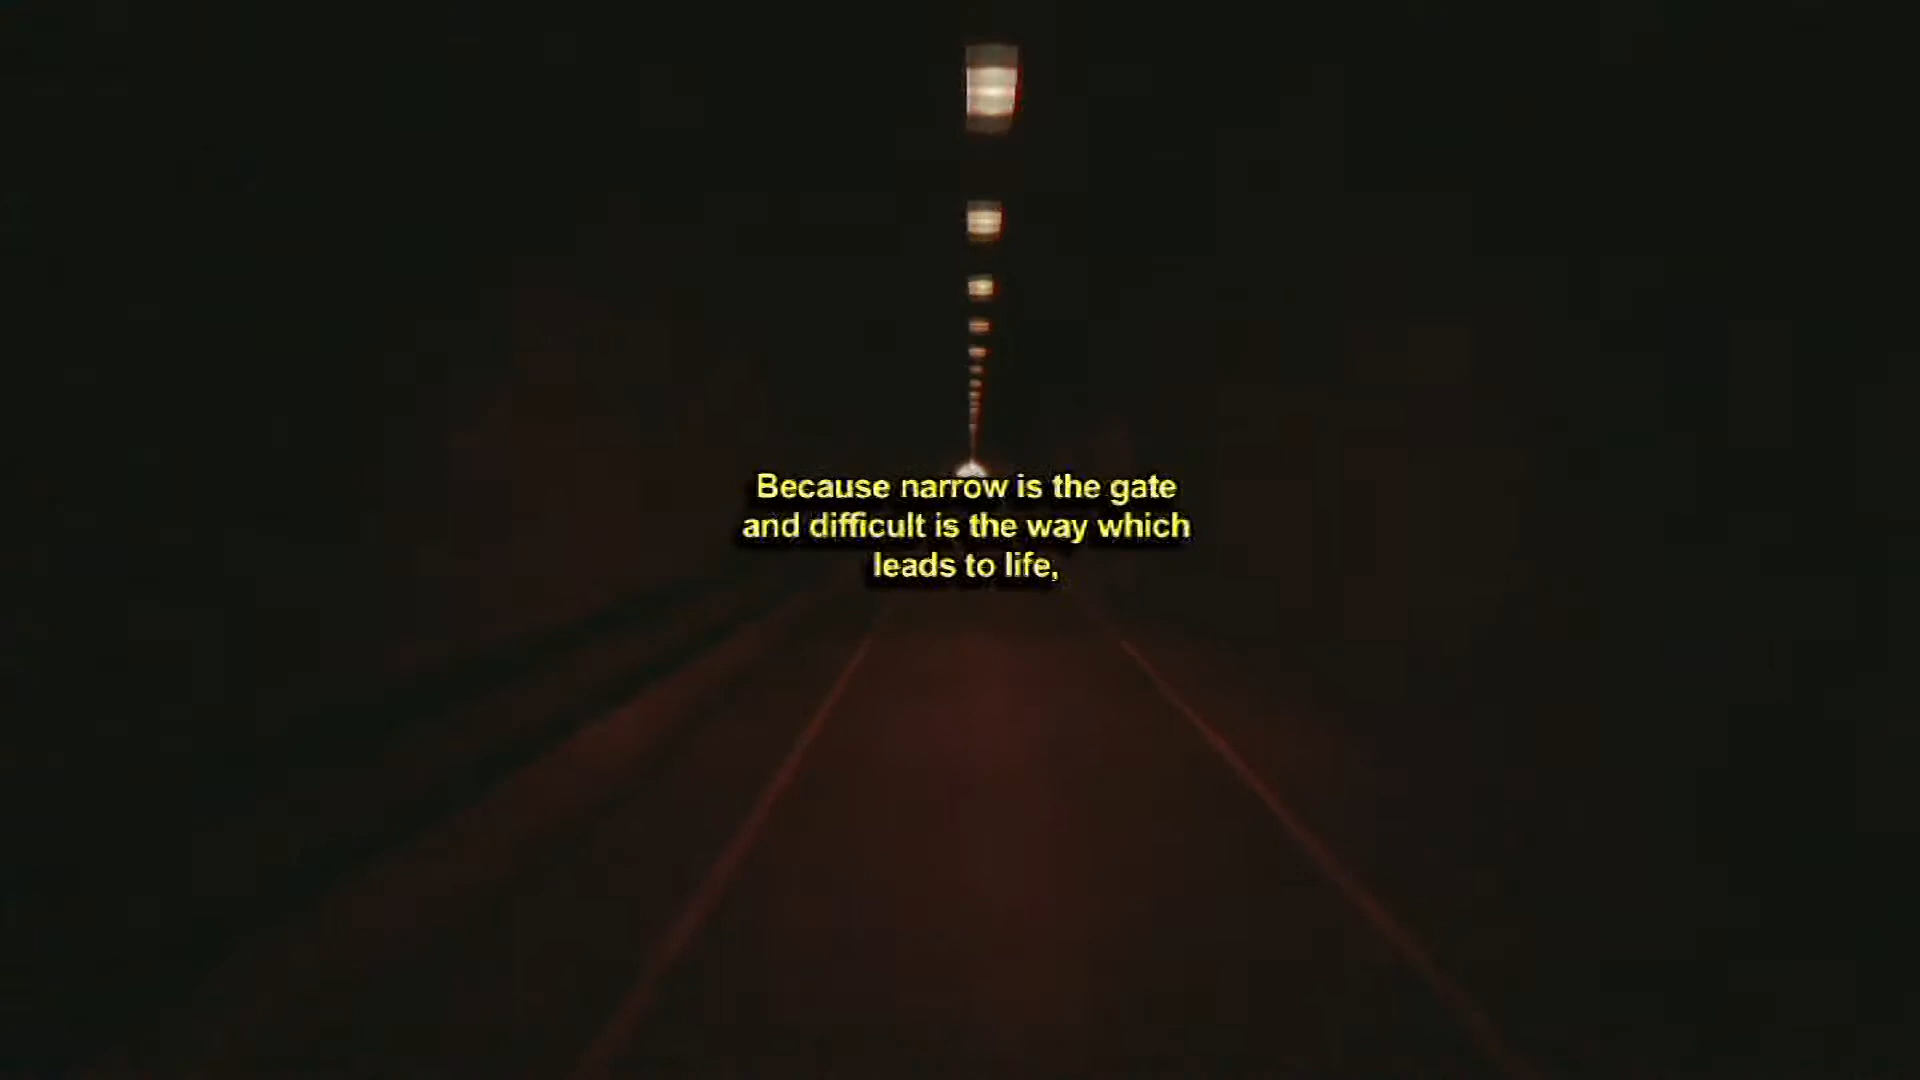 Because narrow is the gate
and difficult is the way which
leads to life,